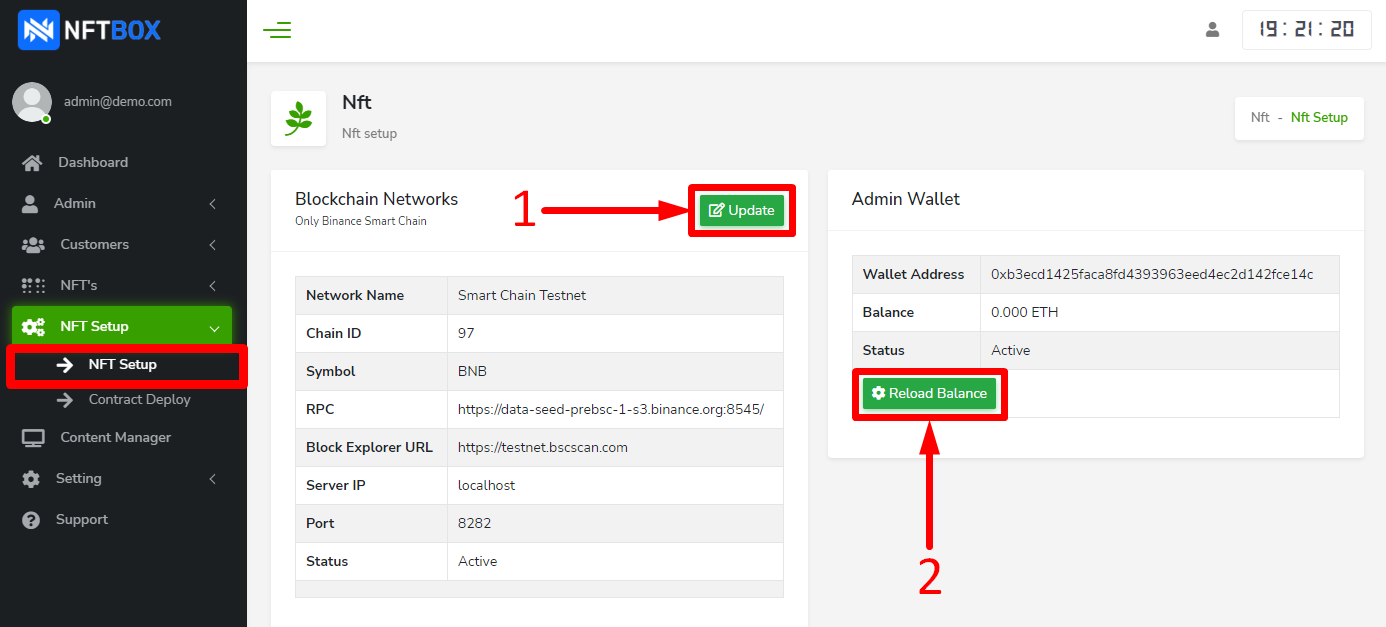 NFTBOX
19:21:20
admin@demo.com
Dashboard
Admin
Customers
NFT's
NFT Setup
NFT Setup
Contract Deploy
Content Manager
Setting
Support
Nft
Nft setup
Nft - Nft Setup
Blockchain Networks
Only Binance Smart Chain
1
Update
Network Name Smart Chain Testnet
Chain ID 97
Symbol BNB
RPC https://data-seed-prebsc-1-s3.binance.org:8545/
Block Explorer URL https://testnet.bscscan.com
Server IP localhost
Port 8282
Status Active
Admin Wallet
Wallet Address 0xb3ecd1425faca8fd4393963eed4ec2d142fce14c
Balance 0.000 ETH
Status Active
Reload Balance
2